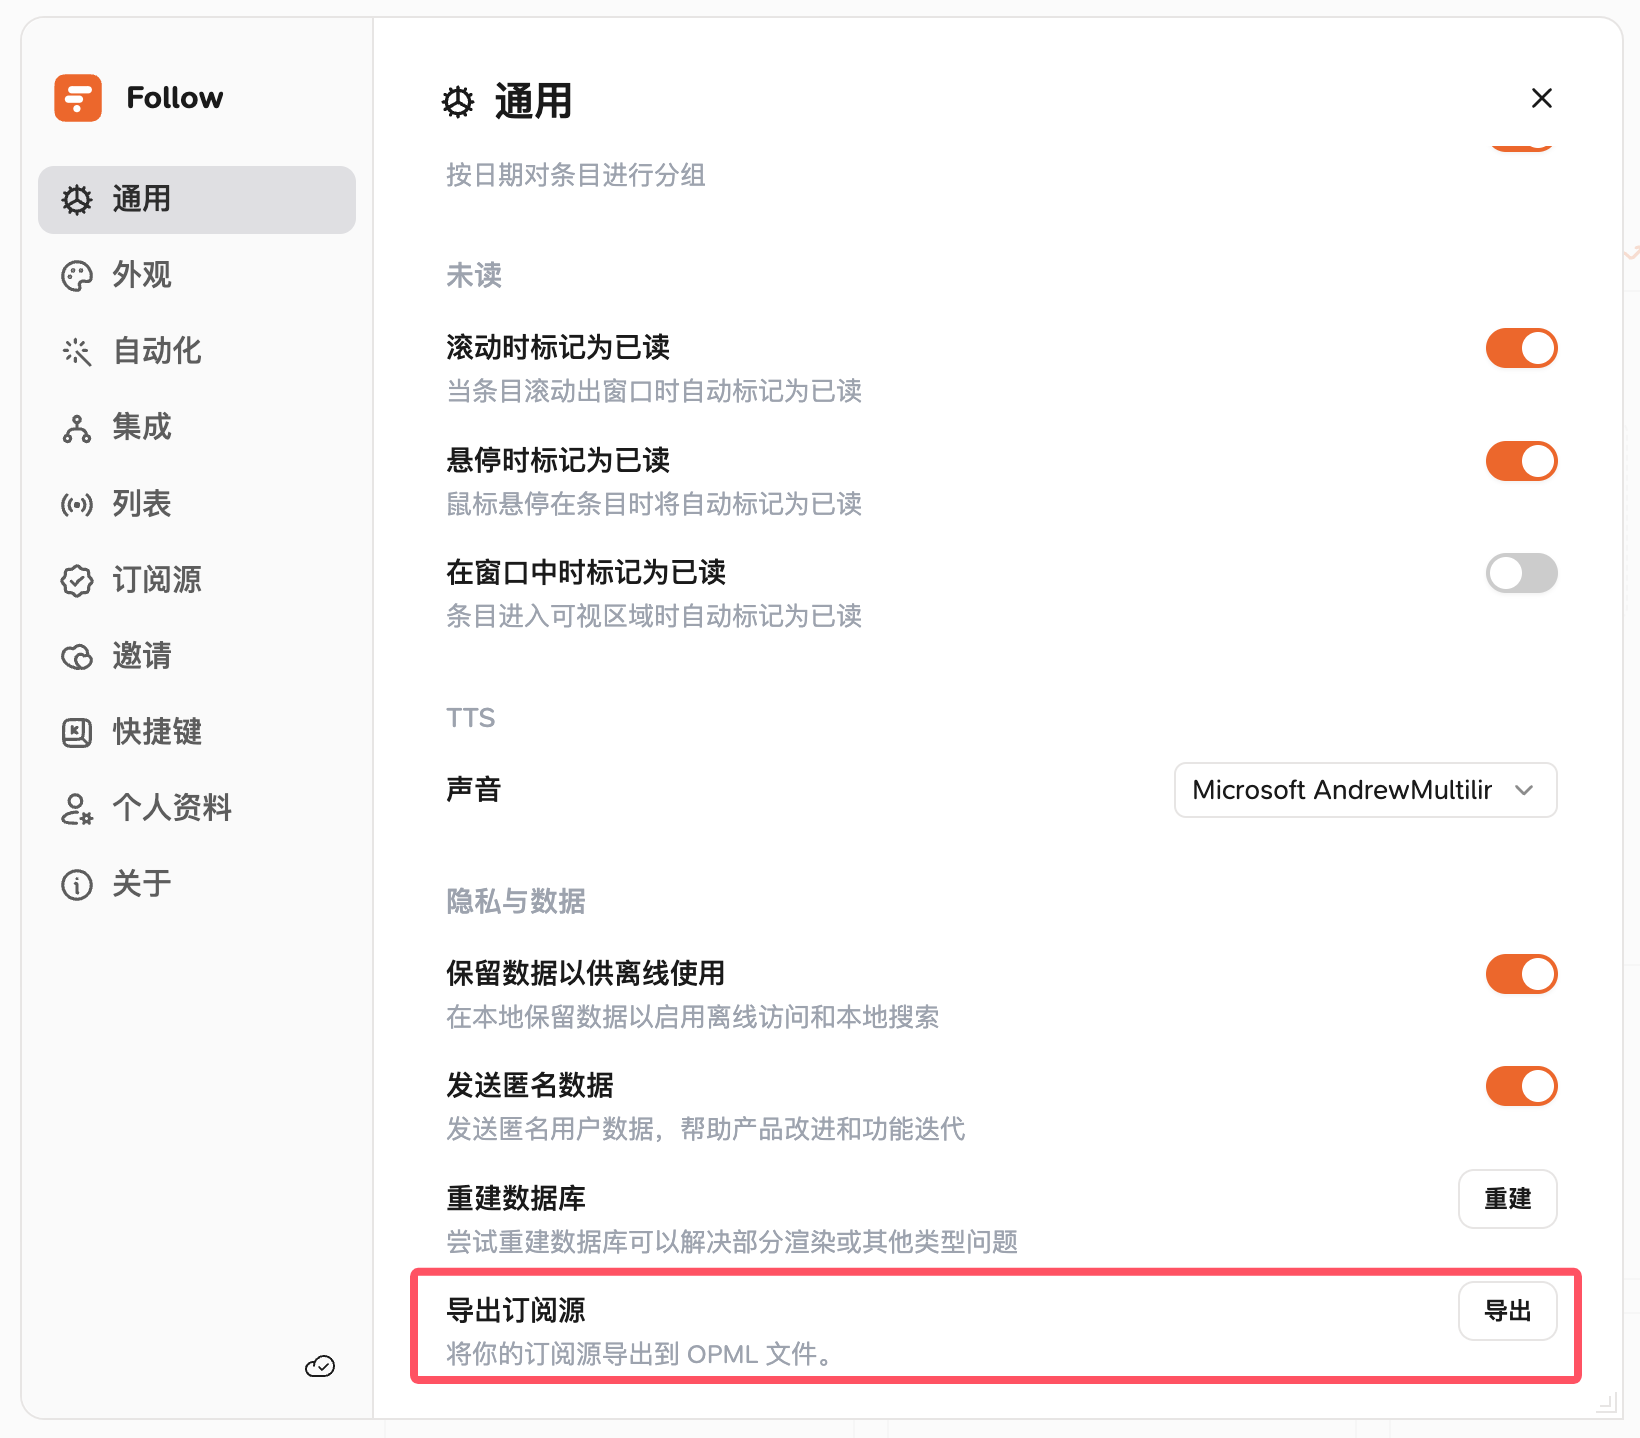 Follow
通用
外观
自动化
集成
列表
订阅源
邀请
快捷键
个人资料
关于
通用
按日期对条目进行分组
未读
滚动时标记为已读
当条目滚动出窗口时自动标记为已读
悬停时标记为已读
鼠标悬停在条目时将自动标记为已读
在窗口中时标记为已读
条目进入可视区域时自动标记为已读
TTS
声音
Microsoft AndrewMultilir
隐私与数据
保留数据以供离线使用
在本地保留数据以启用离线访问和本地搜索
发送匿名数据
发送匿名用户数据，帮助产品改进和功能迭代
重建数据库
重建
尝试重建数据库可以解决部分渲染或其他类型问题
导出订阅源
导出
将你的订阅源导出到 OPML 文件。